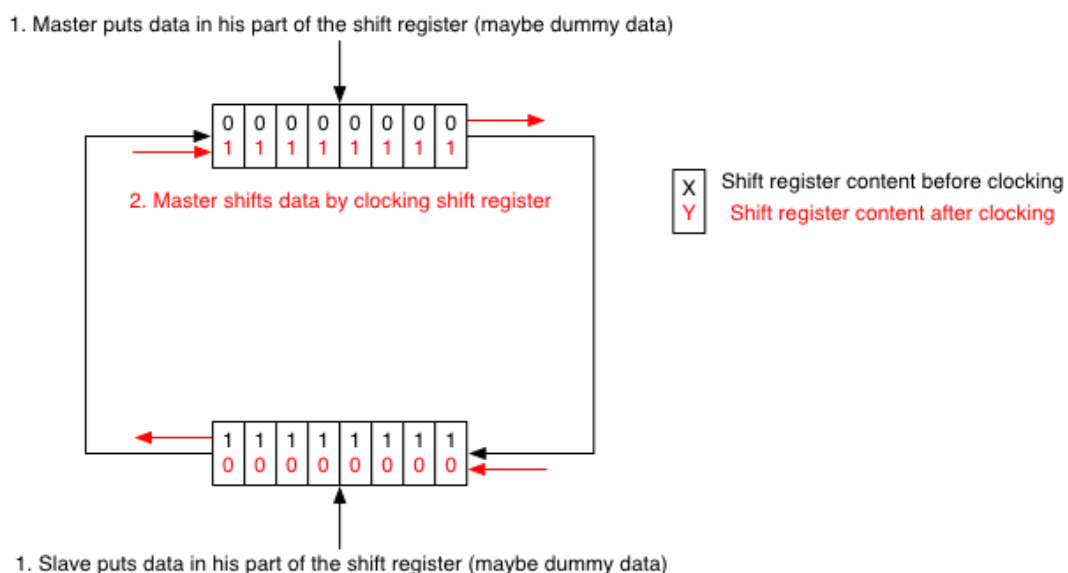 1. Master puts data in his part of the shift register (maybe dummy data)
0 0 0 0 0 0 0 0
1 1 1 1 1 1 1 1
2. Master shifts data by clocking shift register
X Shift register content before clocking
Y Shift register content after clocking
1 1 1 1 1 1 1 1
0 0 0 0 0 0 0 0
1. Slave puts data in his part of the shift register (maybe dummy data)